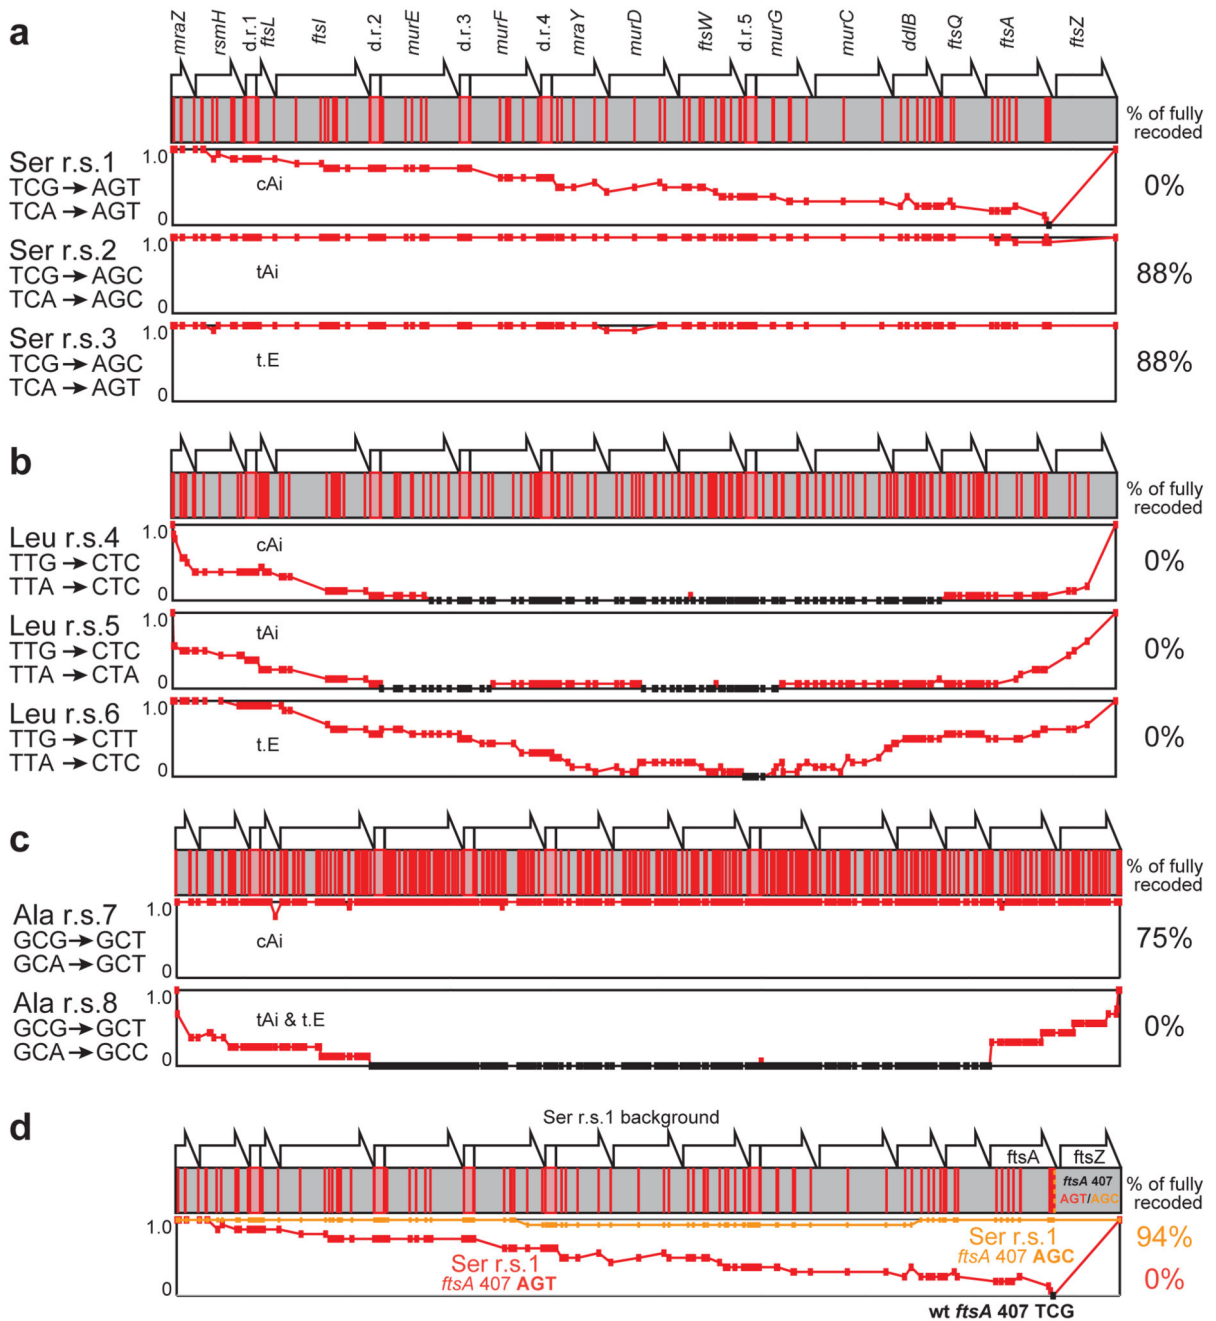 a
mraZ rsmH d.r.1 ftsL ftsI d.r.2 murE d.r.3 murF d.r.4 mraY murD ftsW d.r.5 murG murC ddlB ftsQ ftsA ftsZ
% of fully
recoded
Ser r.s.1
TCG → AGT
TCA → AGT
1.0
0
cAi
0%
Ser r.s.2
TCG → AGC
TCA → AGC
1.0
0
tAi
88%
Ser r.s.3
TCG → AGC
TCA → AGT
1.0
0
t.E
88%
b
% of fully
recoded
Leu r.s.4
TTG → CTC
TTA → CTC
1.0
0
cAi
0%
Leu r.s.5
TTG → CTC
TTA → CTA
1.0
0
tAi
0%
Leu r.s.6
TTG → CTT
TTA → CTC
1.0
0
t.E
0%
c
% of fully
recoded
Ala r.s.7
GCG → GCT
GCA → GCT
1.0
0
cAi
75%
Ala r.s.8
GCG → GCT
GCA → GCC
1.0
0
tAi & t.E
0%
d
Ser r.s.1 background
ftsA ftsZ
ftsA 407
AGT/AGC
% of fully
recoded
1.0
0
Ser r.s.1
ftsA 407 AGT
Ser r.s.1
ftsA 407 AGC
94%
0%
wt ftsA 407 TCG